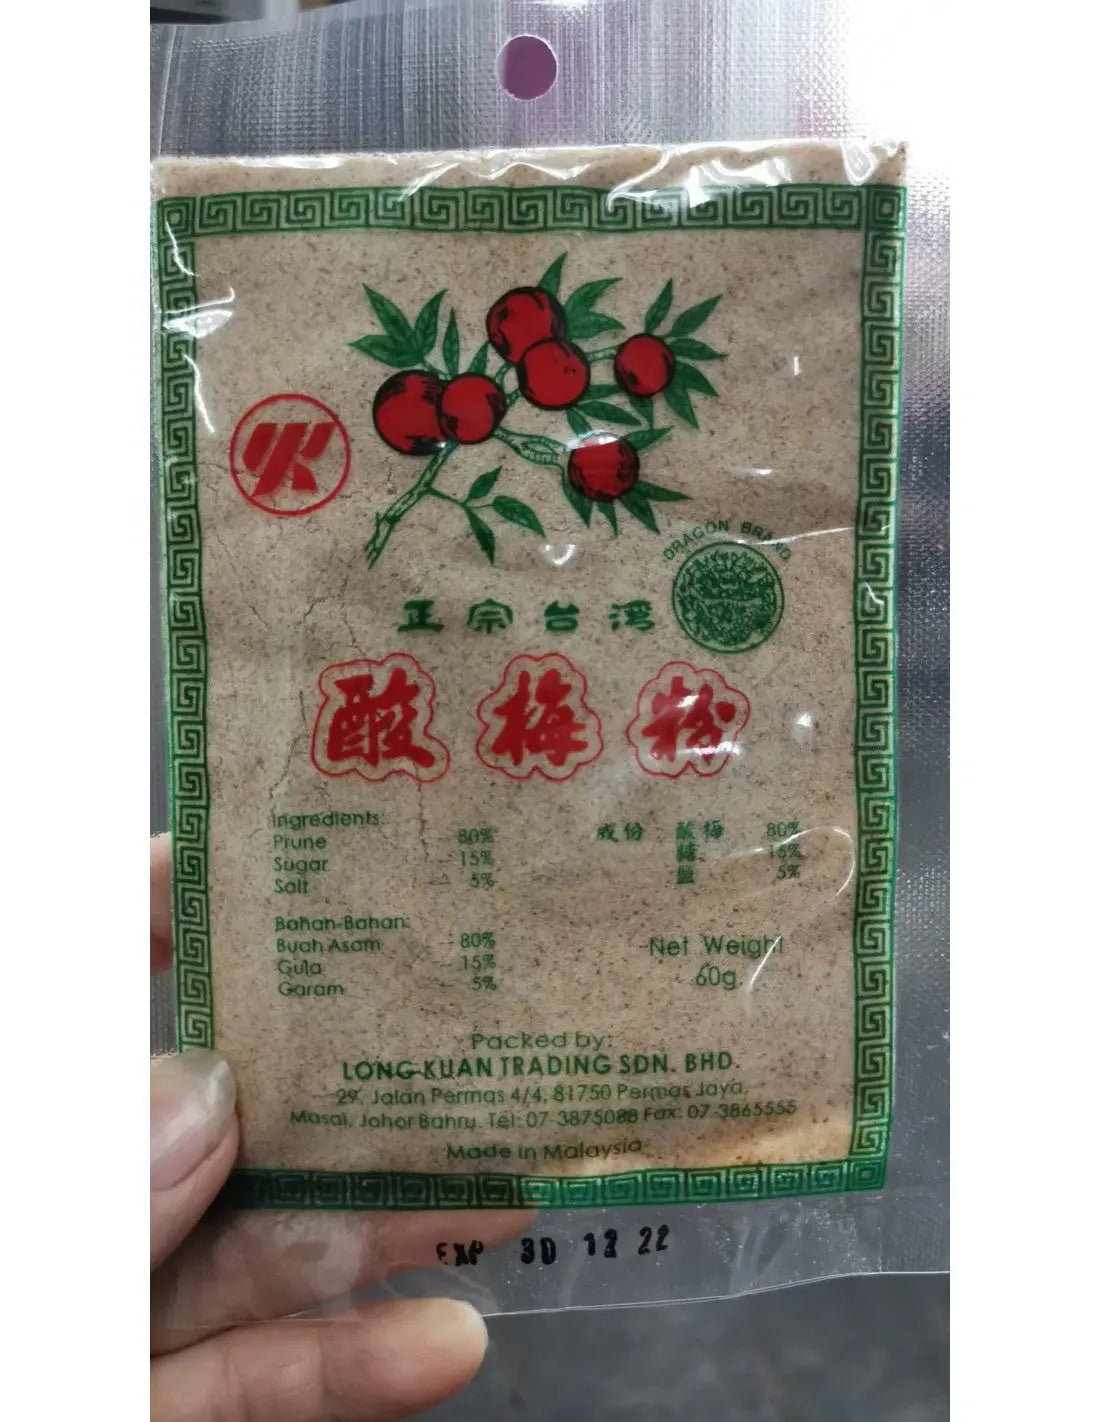 DRAGON BRAND
正宗台湾
酸梅粉
Ingredients:
Prune 80%
Sugar 15%
Salt 5%
成份 酸梅 80%
糖 15%
鹽 5%
Bahan-Bahan:
Buah Asam 80%
Gula 15%
Garam 5%
Net Weight
60g.
Packed by:
LONG KUAN TRADING SDN. BHD.
29, Jalan Permas 4/4, 81750 Permas Jaya,
Masai, Johor Bahru. Tel: 07-3875088 Fax: 07-3865555
Made in Malaysia
EXP 30 12 22